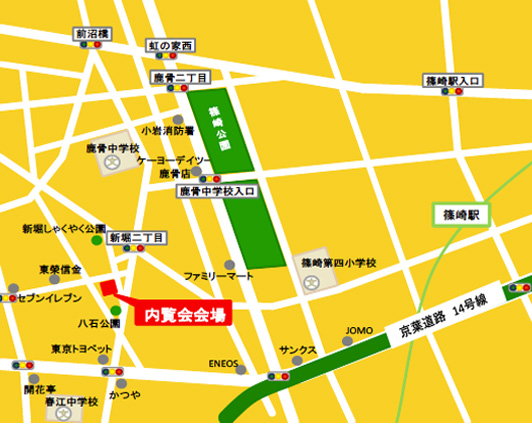 前沼橋
虹の家西
鹿骨二丁目
篠崎駅入口
篠崎公園
小岩消防署
鹿骨中学校
ケーヨーデイツー
鹿骨店
鹿骨中学校入口
篠崎駅
新堀しゃくやく公園
新堀二丁目
東榮信金
ファミリーマート
篠崎第四小学校
セブンイレブン
内覧会会場
八石公園
京葉道路 14号線
JOMO
東京トヨペット
サンクス
ENEOS
開花亭
かつや
春江中学校